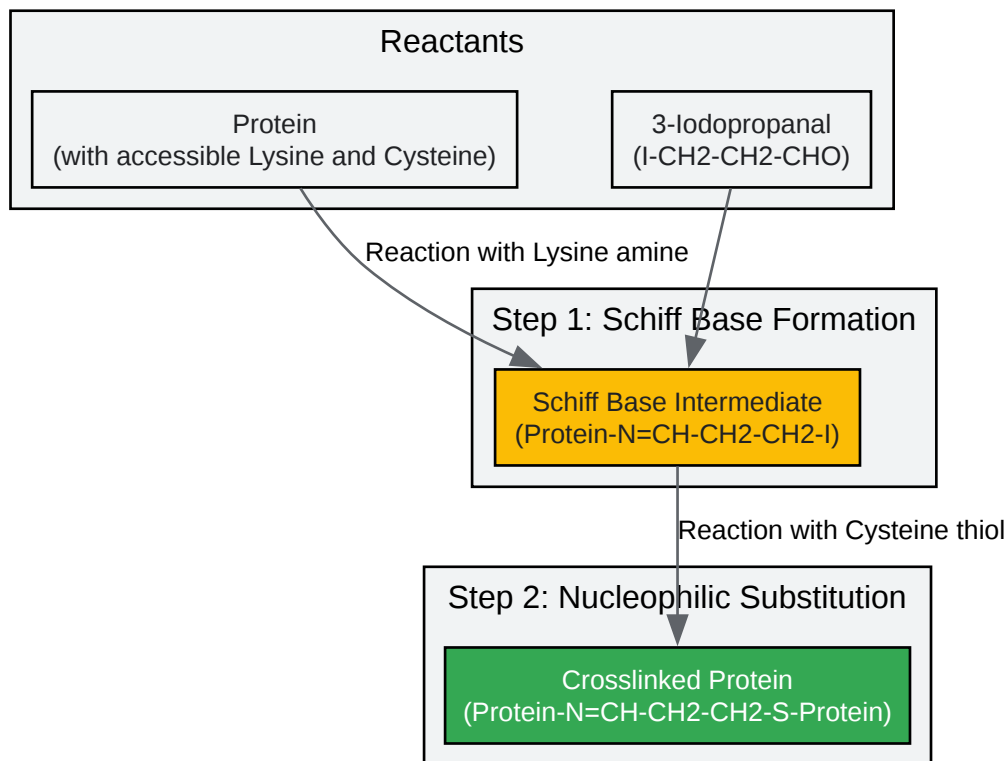 Reactants
Protein
(with accessible Lysine and Cysteine)
3-Iodopropanal
(I-CH2-CH2-CHO)
Reaction with Lysine amine
Step 1: Schiff Base Formation
Schiff Base Intermediate
(Protein-N=CH-CH2-CH2-I)
Reaction with Cysteine thiol
Step 2: Nucleophilic Substitution
Crosslinked Protein
(Protein-N=CH-CH2-CH2-S-Protein)